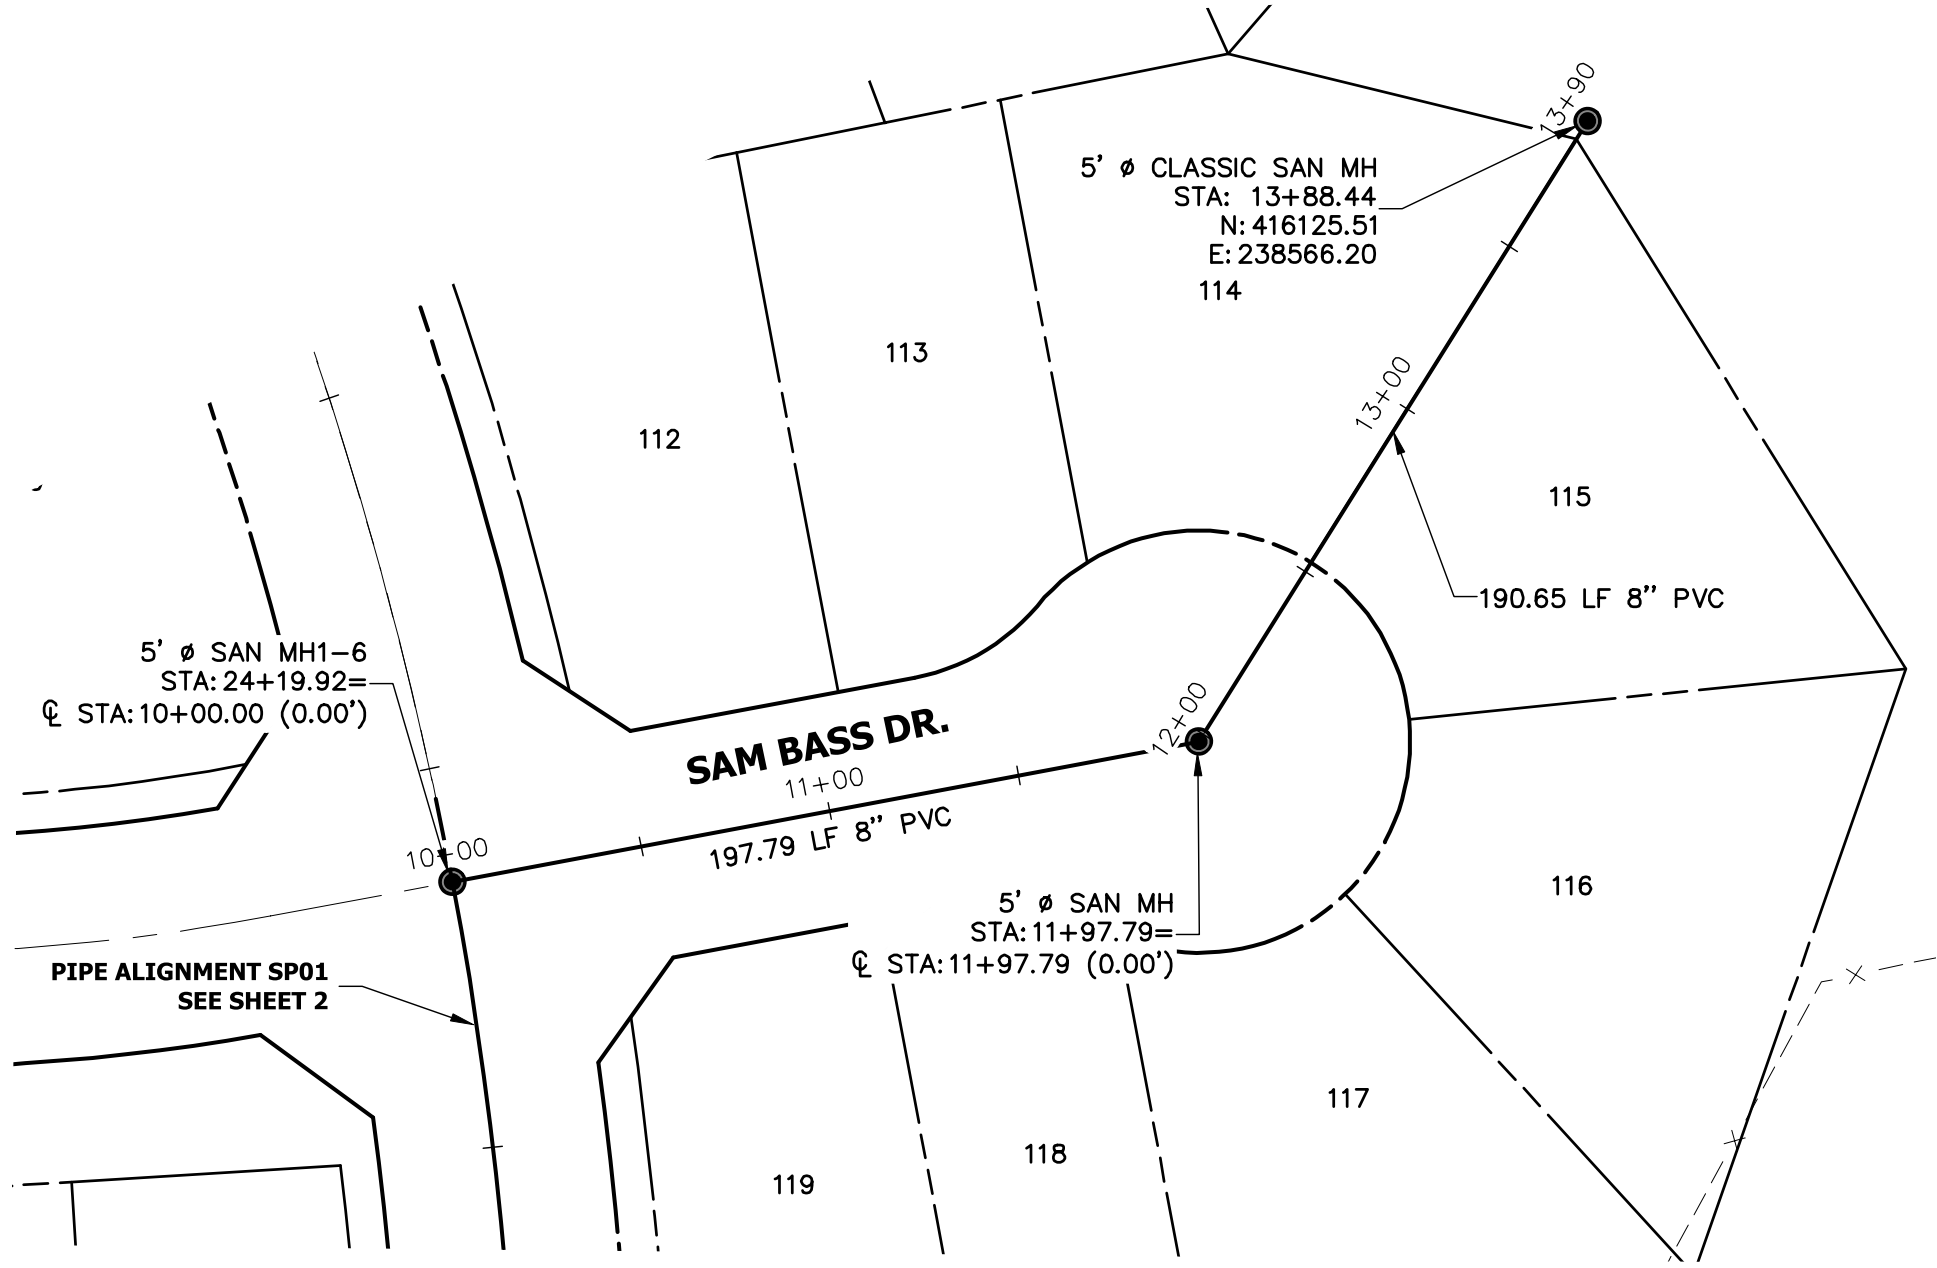 13+90
5' ø CLASSIC SAN MH
STA: 13+88.44
N: 416125.51
E: 238566.20
114
113
112
13+00
115
190.65 LF 8" PVC
5' ø SAN MH1-6
STA: 24+19.92=
℄ STA: 10+00.00 (0.00')
12+00
SAM BASS DR.
11+00
197.79 LF 8" PVC
10+00
5' ø SAN MH
STA: 11+97.79=
℄ STA: 11+97.79 (0.00')
116
PIPE ALIGNMENT SP01
SEE SHEET 2
117
118
119